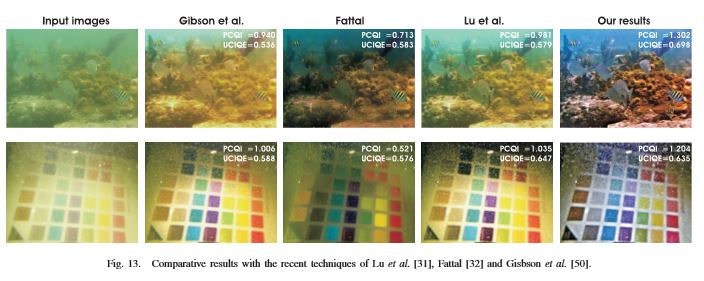 Input images Gibson et al. Fattal Lu et al. Our results
PCQI =0.940 PCQI =0.713 PCQI =0.981 PCQI =1.302
UCIQE=0.536 UCIQE=0.583 UCIQE=0.579 UCIQE=0.698
PCQI =1.006 PCQI =0.521 PCQI =1.035 PCQI =1.204
UCIQE=0.588 UCIQE=0.576 UCIQE=0.647 UCIQE=0.635
Fig. 13. Comparative results with the recent techniques of Lu et al. [31], Fattal [32] and Gisbson et al. [50].